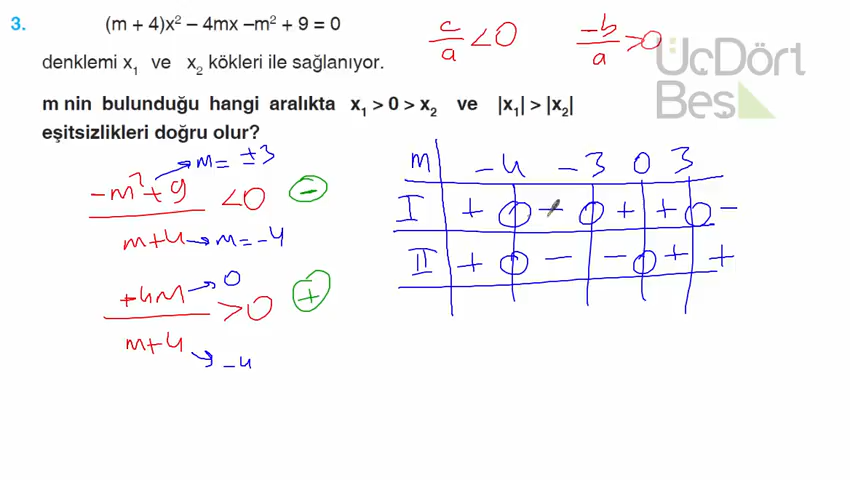 3. (m + 4)x² – 4mx –m² + 9 = 0
c/a < 0   -b/a > 0
ÜçDört
Beş
denklemi x₁ ve x₂ kökleri ile sağlanıyor.
m nin bulunduğu hangi aralıkta x₁ > 0 > x₂ ve |x₁| > |x₂|
eşitsizlikleri doğru olur?
m = ±3
-m² + 9 / m+4 < 0 −
m = -4
+4m / m+4 > 0 +
0
-4
m -4 -3 0 3
I + 0 − 0 + + 0 −
II + 0 − − 0 + +